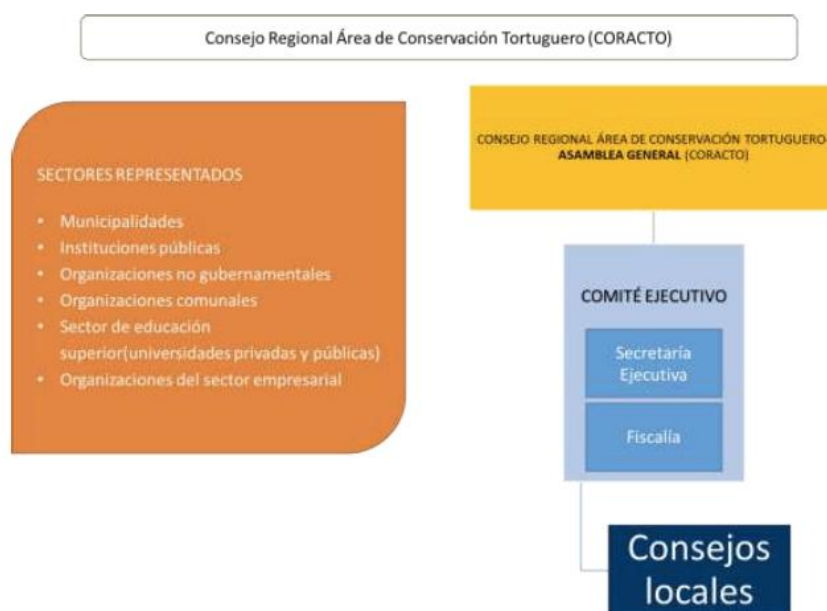 Consejo Regional Área de Conservación Tortuguero (CORACTO)
SECTORES REPRESENTADOS
• Municipalidades
• Instituciones públicas
• Organizaciones no gubernamentales
• Organizaciones comunales
• Sector de educación
superior(universidades privadas y públicas)
• Organizaciones del sector empresarial
CONSEJO REGIONAL ÁREA DE CONSERVACIÓN TORTUGUERO-
ASAMBLEA GENERAL (CORACTO)
COMITÉ EJECUTIVO
Secretaría
Ejecutiva
Fiscalía
Consejos
locales